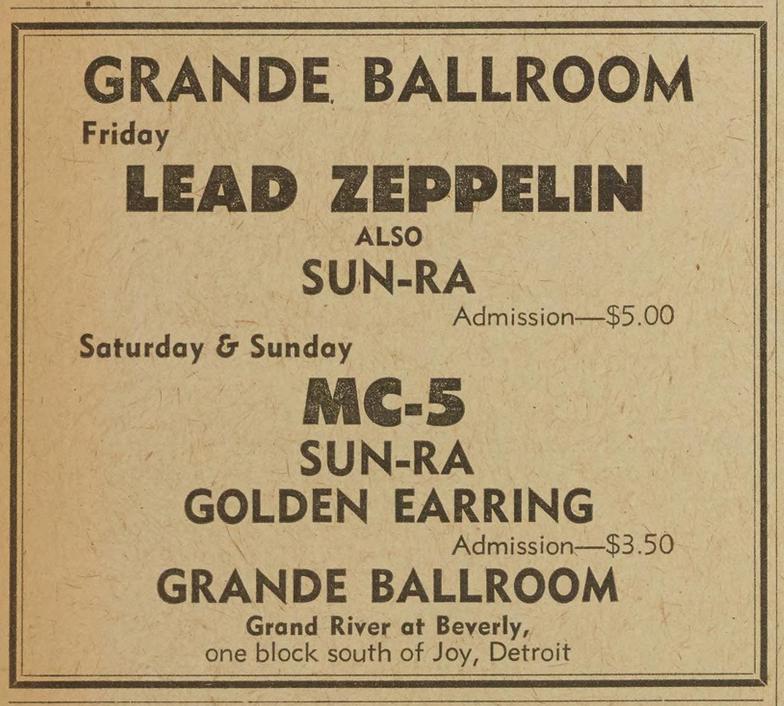 GRANDE BALLROOM
Friday
LEAD ZEPPELIN
ALSO
SUN-RA
Admission—$5.00
Saturday & Sunday
MC-5
SUN-RA
GOLDEN EARRING
Admission—$3.50
GRANDE BALLROOM
Grand River at Beverly,
one block south of Joy, Detroit